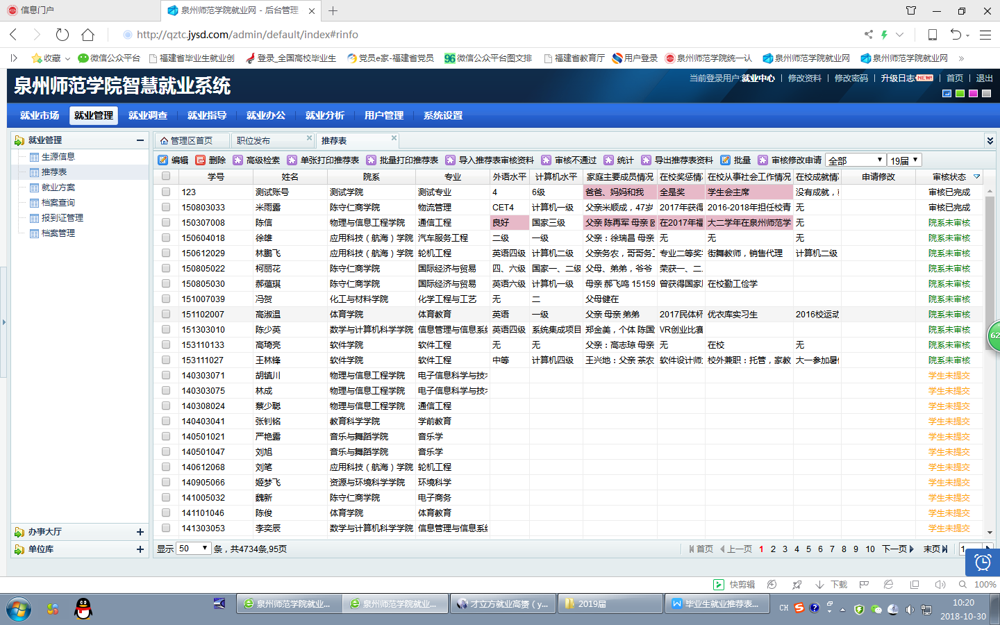 信息门户
泉州师范学院就业网 - 后台管理
http://qztc.jysd.com/admin/default/index#rinfo
收藏 微信公众平台 福建省毕业生就业创 登录_全国高校毕业生 党员e家-福建省党员 微信公众平台图文排 福建省教育厅 用户登录 泉州师范学院统一认 泉州师范学院就业网 泉州师范学院就业网 »
泉州师范学院智慧就业系统
当前登录用户:就业中心 | 修改资料 | 修改密码 | 升级日志 NEW! | 首页 | 退出
就业市场 就业管理 就业调查 就业指导 就业办公 就业分析 用户管理 系统设置
就业管理
生源信息
推荐表
就业方案
档案查询
报到证管理
档案管理
办事大厅
单位库
管理区首页 职位发布 推荐表
编辑 删除 高级检索 单张打印推荐表 批量打印推荐表 导入推荐表审核资料 审核不通过 统计 导出推荐表资料 批量 审核修改申请 全部 19届
学号 姓名 院系 专业 外语水平 计算机水平 家庭主要成员情况 在校奖惩情 在校从事社会工作情况 在校成就情 申请修改 审核状态
123 测试账号 测试学院 测试专业 4 6级 爸爸、妈妈和我 全是奖 学生会主席 没有成就， 审核已完成
150803033 米雨露 陈守仁商学院 物流管理 CET4 计算机一级 父亲米顺成，47岁 2017年获得 2016-2018年担任校青 无 审核已完成
150307008 陈信 物理与信息工程学院 通信工程 良好 国家三级 父亲 陈再军 母亲 在2017年福 大二学年在泉州师范学 无 院系未审核
150604018 徐雄 应用科技（航海）学院 汽车服务工程 二级 一级 父亲：徐瑞昌 母亲 无 无 无 院系未审核
150612029 林鹏飞 应用科技（航海）学院 轮机工程 英语四级 计算机二级 父亲务农，哥哥务工 专业二等奖 街舞教师，销售代理 计算机二级 院系未审核
150805022 柯丽花 陈守仁商学院 国际经济与贸易 四、六级 国家一、二级 父母、弟弟，爷爷 荣获一、二 院系未审核
150805030 郝蕴琪 陈守仁商学院 国际经济与贸易 英语六级 计算机一级 母亲 郝飞鸣 15159 曾获得国家 在校勤工俭学 院系未审核
151007039 冯贺 化工与材料学院 化学工程与工艺 无 二 父母健在 院系未审核
151102007 高淑温 体育学院 体育教育 英语 一级 父亲 母亲 弟弟 2017民体杯 优衣库实习生 2016校运动 院系未审核
151303010 陈少英 数学与计算机科学学院 信息管理与信息系统 英语四级 系统集成项目 郑金美，个体 陈国 VR创业比赛 院系未审核
153110133 高琦亮 软件学院 软件工程 无 无 父亲：高志琼 母亲 无 在校 无 院系未审核
153111027 王林锋 软件学院 软件工程 中等 计算机四级 王兴地：父亲 茶农 软件设计师 校外兼职：托管，家教 大一参加暑 院系未审核
140303071 胡镇川 物理与信息工程学院 电子信息科学与技 学生未提交
140303075 林成 物理与信息工程学院 电子信息科学与技 学生未提交
140308024 蔡少聪 物理与信息工程学院 通信工程 学生未提交
140403041 张钊铭 教育科学学院 学前教育 学生未提交
140501021 严艳露 音乐与舞蹈学院 音乐学 学生未提交
140501047 刘旭 音乐与舞蹈学院 音乐学 学生未提交
140612068 刘笔 应用科技（航海）学院 轮机工程 学生未提交
140905066 姬梦飞 资源与环境科学学院 环境科学 学生未提交
141005032 魏新 陈守仁商学院 电子商务 学生未提交
141101046 陈俊 体育学院 体育教育 学生未提交
141303053 李奕辰 数学与计算机科学学院 信息管理与信息系统 学生未提交
62
显示 50 条，共4734条,95页 首页 上一页 1 2 3 4 5 6 7 8 9 10 下一页 末页 1
快剪辑 下载 100%
泉州师范学院就业... 泉州师范学院就业... 才立方就业高赟（y... 2019届 毕业生就业推荐表... CH 10:20
2018-10-30